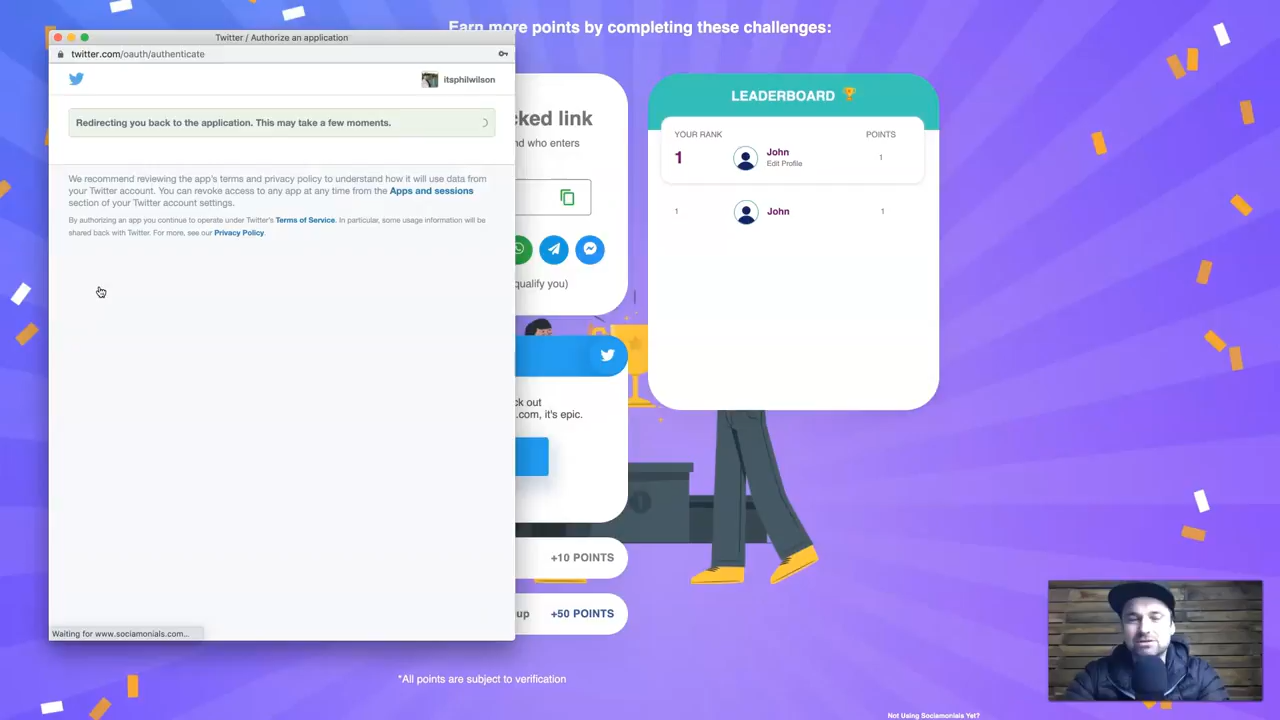 Earn more points by completing these challenges:
Twitter / Authorize an application
twitter.com/oauth/authenticate
itsphilwilson
Redirecting you back to the application. This may take a few moments.
We recommend reviewing the app's terms and privacy policy to understand how it will use data from
your Twitter account. You can revoke access to any app at any time from the Apps and sessions
section of your Twitter account settings.
By authorizing an app you continue to operate under Twitter's Terms of Service. In particular, some usage information will be
shared back with Twitter. For more, see our Privacy Policy.
Waiting for www.sociamonials.com...
cked link
nd who enters
qualify you)
ck out
.com, it's epic.
+10 POINTS
up +50 POINTS
LEADERBOARD
YOUR RANK POINTS
1 John 1
Edit Profile
1 John 1
*All points are subject to verification
Not Using Sociamonials Yet?